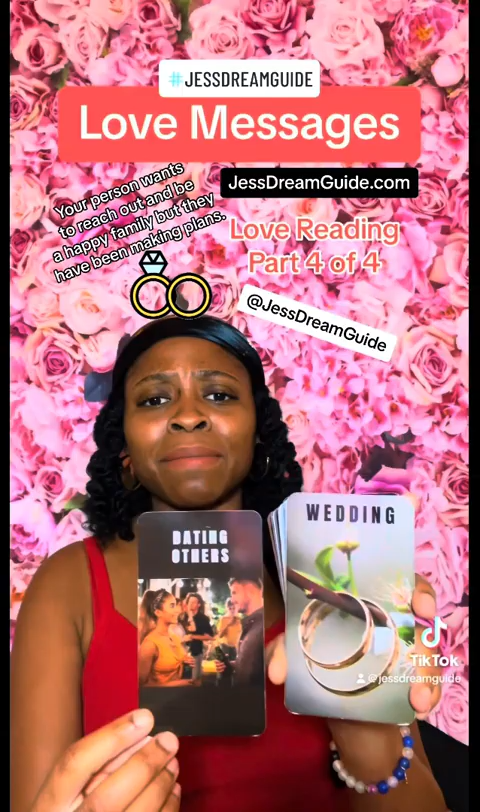 #JESSDREAMGUIDE
Love Messages
JessDreamGuide.com
Your person wants
to reach out and be
a happy family but they
have been making plans.
Love Reading
Part 4 of 4
@JessDreamGuide
DATING
OTHERS
WEDDING
TikTok
@jessdreamguide